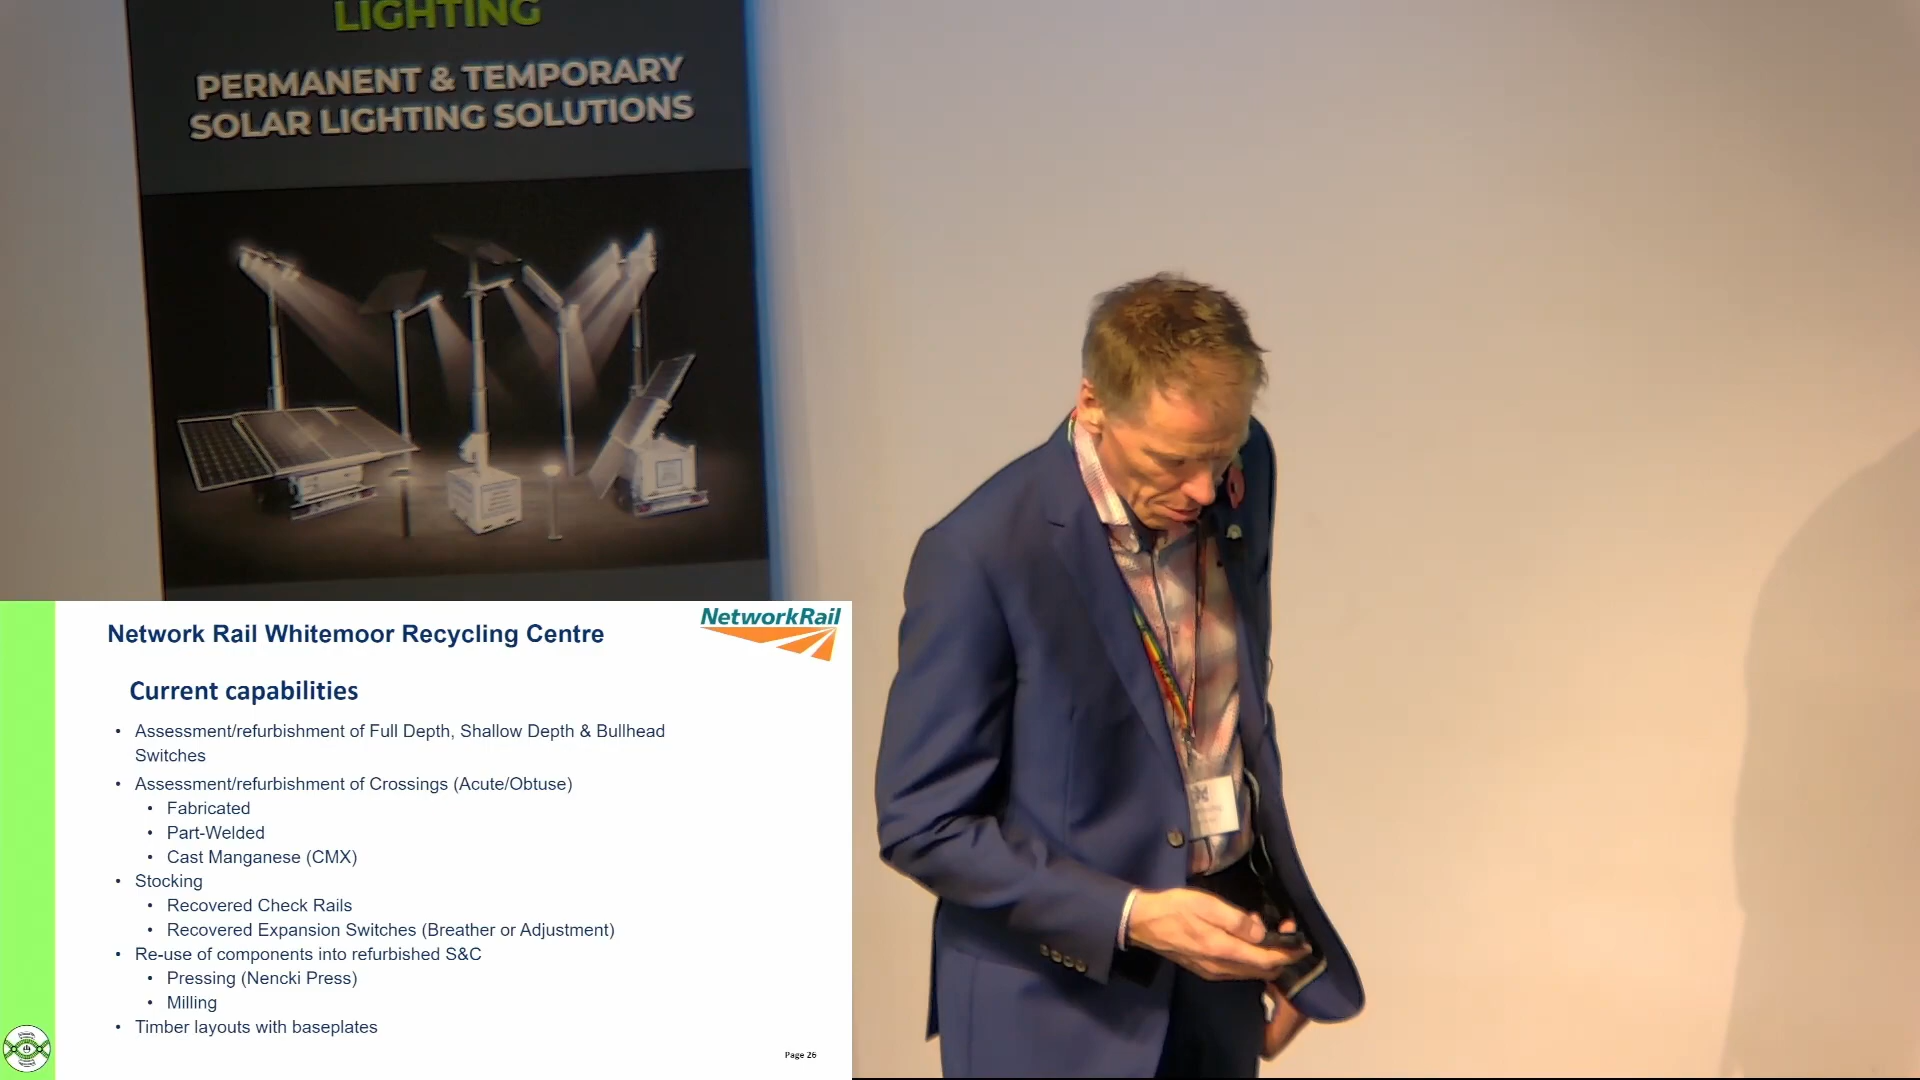 LIGHTING
PERMANENT & TEMPORARY
SOLAR LIGHTING SOLUTIONS
Network Rail Whitemoor Recycling Centre
NetworkRail
Current capabilities
• Assessment/refurbishment of Full Depth, Shallow Depth & Bullhead
Switches
• Assessment/refurbishment of Crossings (Acute/Obtuse)
• Fabricated
• Part-Welded
• Cast Manganese (CMX)
• Stocking
• Recovered Check Rails
• Recovered Expansion Switches (Breather or Adjustment)
• Re-use of components into refurbished S&C
• Pressing (Nencki Press)
• Milling
• Timber layouts with baseplates
Page 26